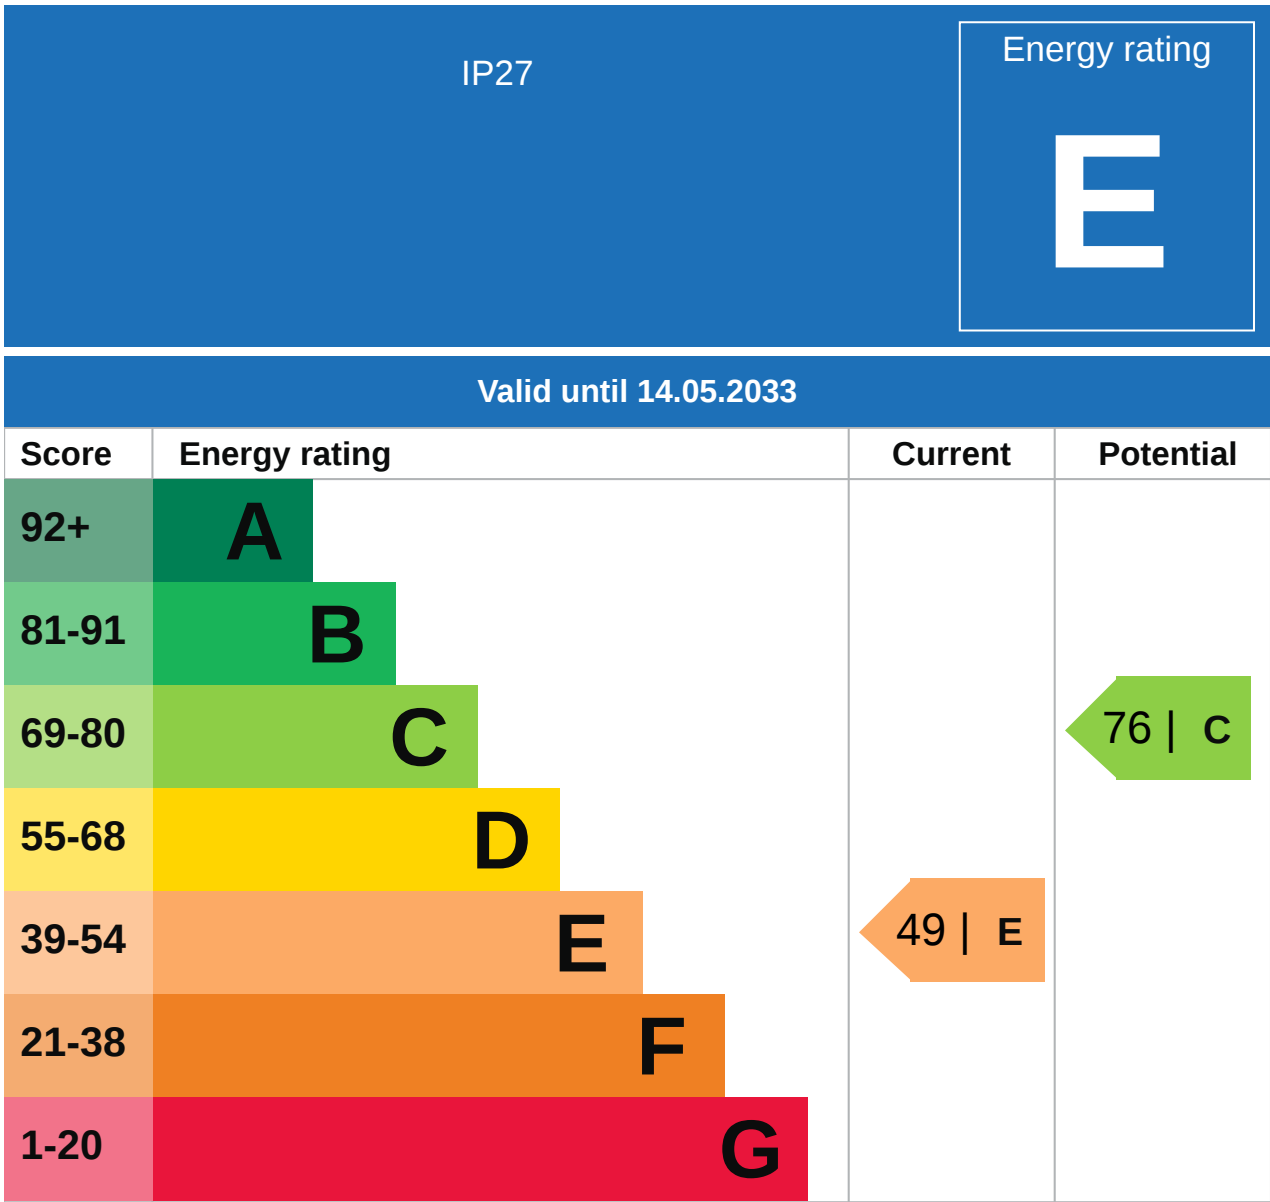 IP27
Energy rating
E
Valid until 14.05.2033
Score Energy rating Current Potential
92+ A
81-91 B
69-80 C 76 | C
55-68 D
39-54 E 49 | E
21-38 F
1-20 G